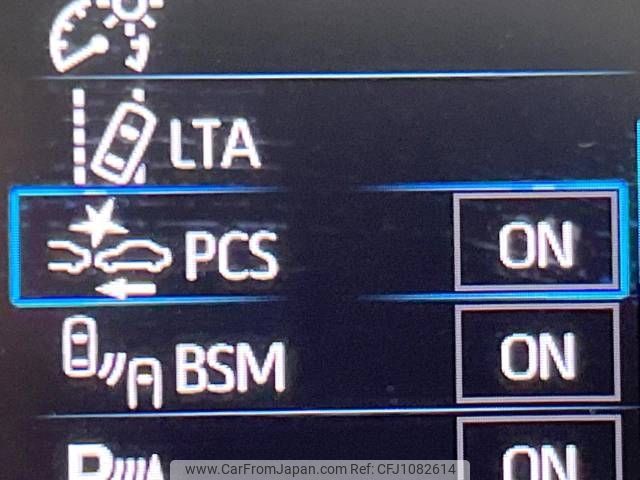 LTA
PCS ON
BSM ON
P ON
www.CarFromJapan.com Ref:CFJ1082614